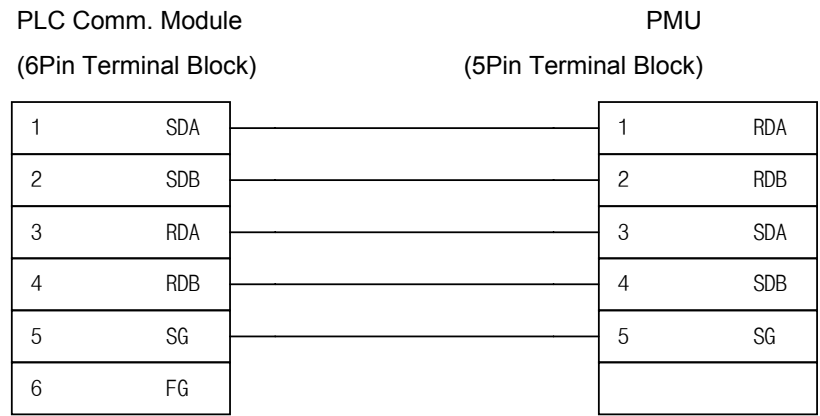 PLC Comm. Module PMU
(6Pin Terminal Block) (5Pin Terminal Block)
1 SDA 1 RDA
2 SDB 2 RDB
3 RDA 3 SDA
4 RDB 4 SDB
5 SG 5 SG
6 FG